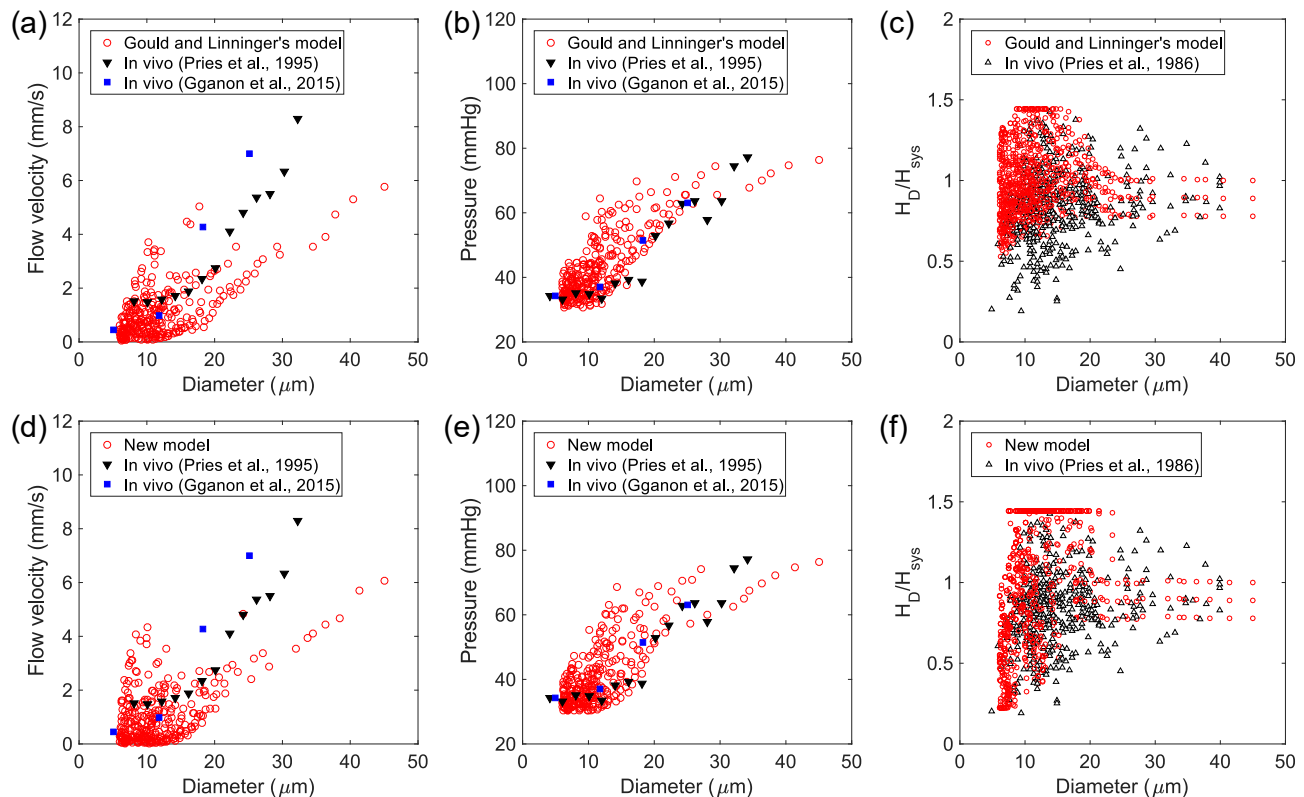 (a)
12
10
8
6
4
2
0
Flow velocity (mm/s)
Gould and Linninger's model
In vivo (Pries et al., 1995)
In vivo (Gganon et al., 2015)
0 10 20 30 40 50
Diameter (μm)
(b)
120
100
80
60
40
20
Pressure (mmHg)
Gould and Linninger's model
In vivo (Pries et al., 1995)
In vivo (Gganon et al., 2015)
0 10 20 30 40 50
Diameter (μm)
(c)
2
1.5
1
0.5
0
H_D/H_sys
Gould and Linninger's model
In vivo (Pries et al., 1986)
0 10 20 30 40 50
Diameter (μm)
(d)
12
10
8
6
4
2
0
Flow velocity (mm/s)
New model
In vivo (Pries et al., 1995)
In vivo (Gganon et al., 2015)
0 10 20 30 40 50
Diameter (μm)
(e)
120
100
80
60
40
20
Pressure (mmHg)
New model
In vivo (Pries et al., 1995)
In vivo (Gganon et al., 2015)
0 10 20 30 40 50
Diameter (μm)
(f)
2
1.5
1
0.5
0
H_D/H_sys
New model
In vivo (Pries et al., 1986)
0 10 20 30 40 50
Diameter (μm)